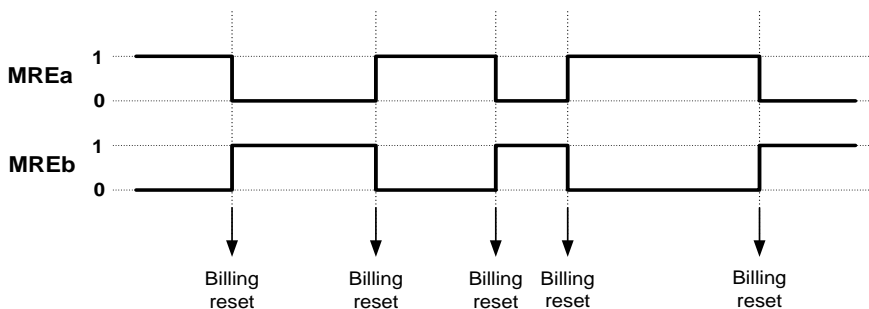 1
MREa
0
1
MREb
0
Billing Billing Billing Billing Billing
reset reset reset reset reset